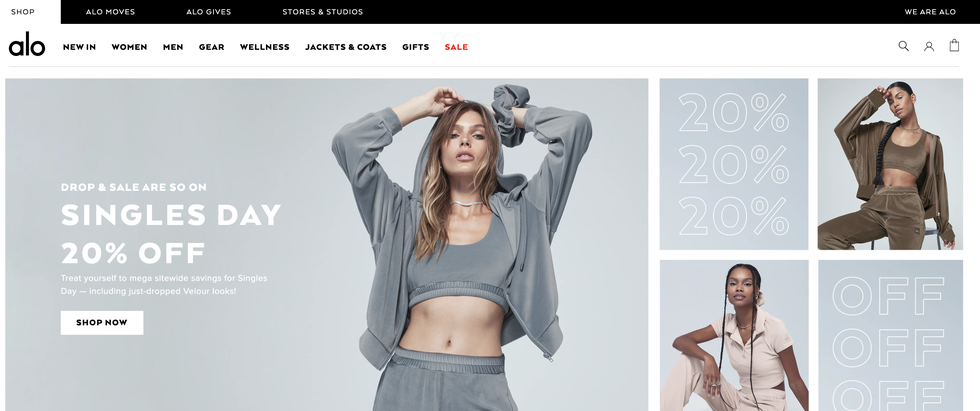 SHOP
ALO MOVES
ALO GIVES
STORES & STUDIOS
WE ARE ALO
alo
NEW IN
WOMEN
MEN
GEAR
WELLNESS
JACKETS & COATS
GIFTS
SALE
DROP & SALE ARE SO ON
SINGLES DAY
20% OFF
Treat yourself to mega sitewide savings for Singles
Day — including just-dropped Velour looks!
SHOP NOW
20%
20%
20%
OFF
OFF
OFF